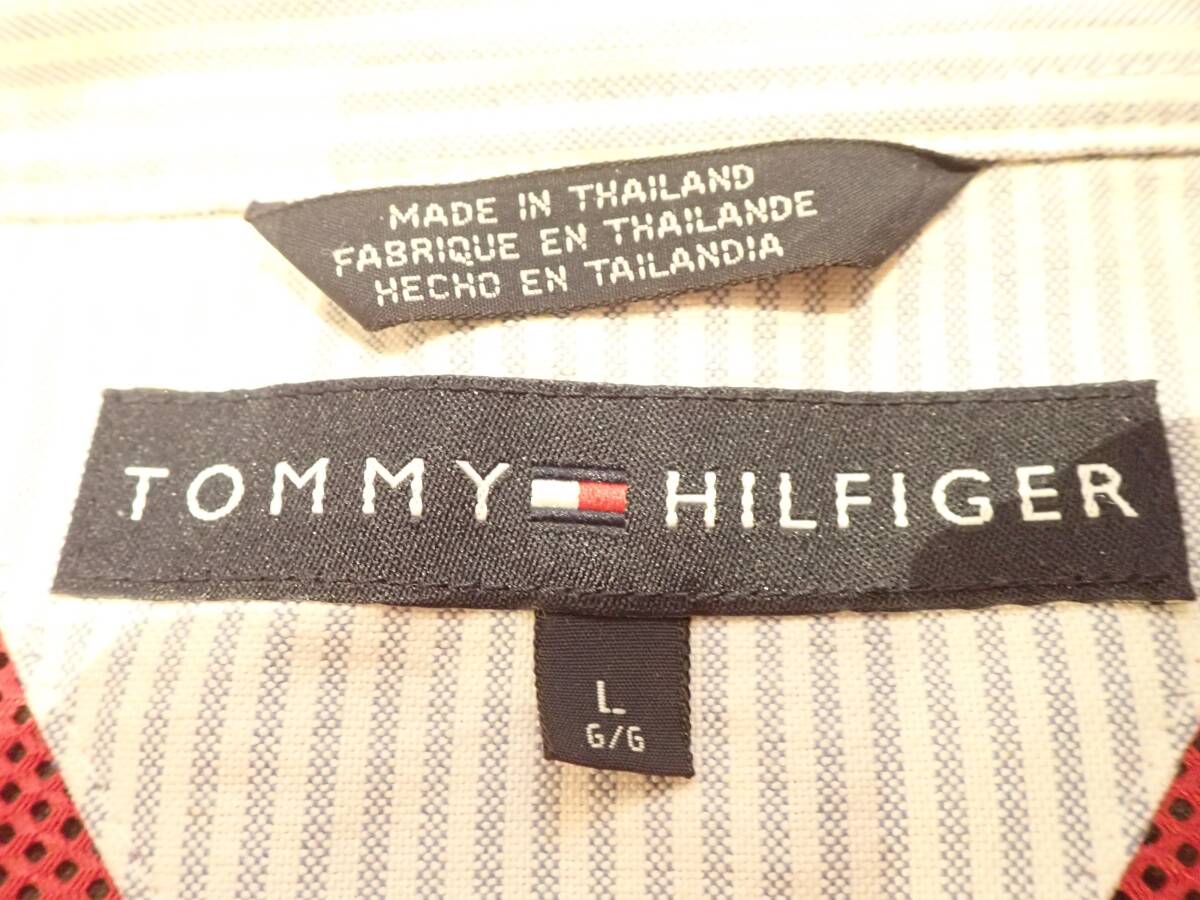 MADE IN THAILAND
FABRIQUE EN THAILANDE
HECHO EN TAILANDIA
TOMMY HILFIGER
L
G/G